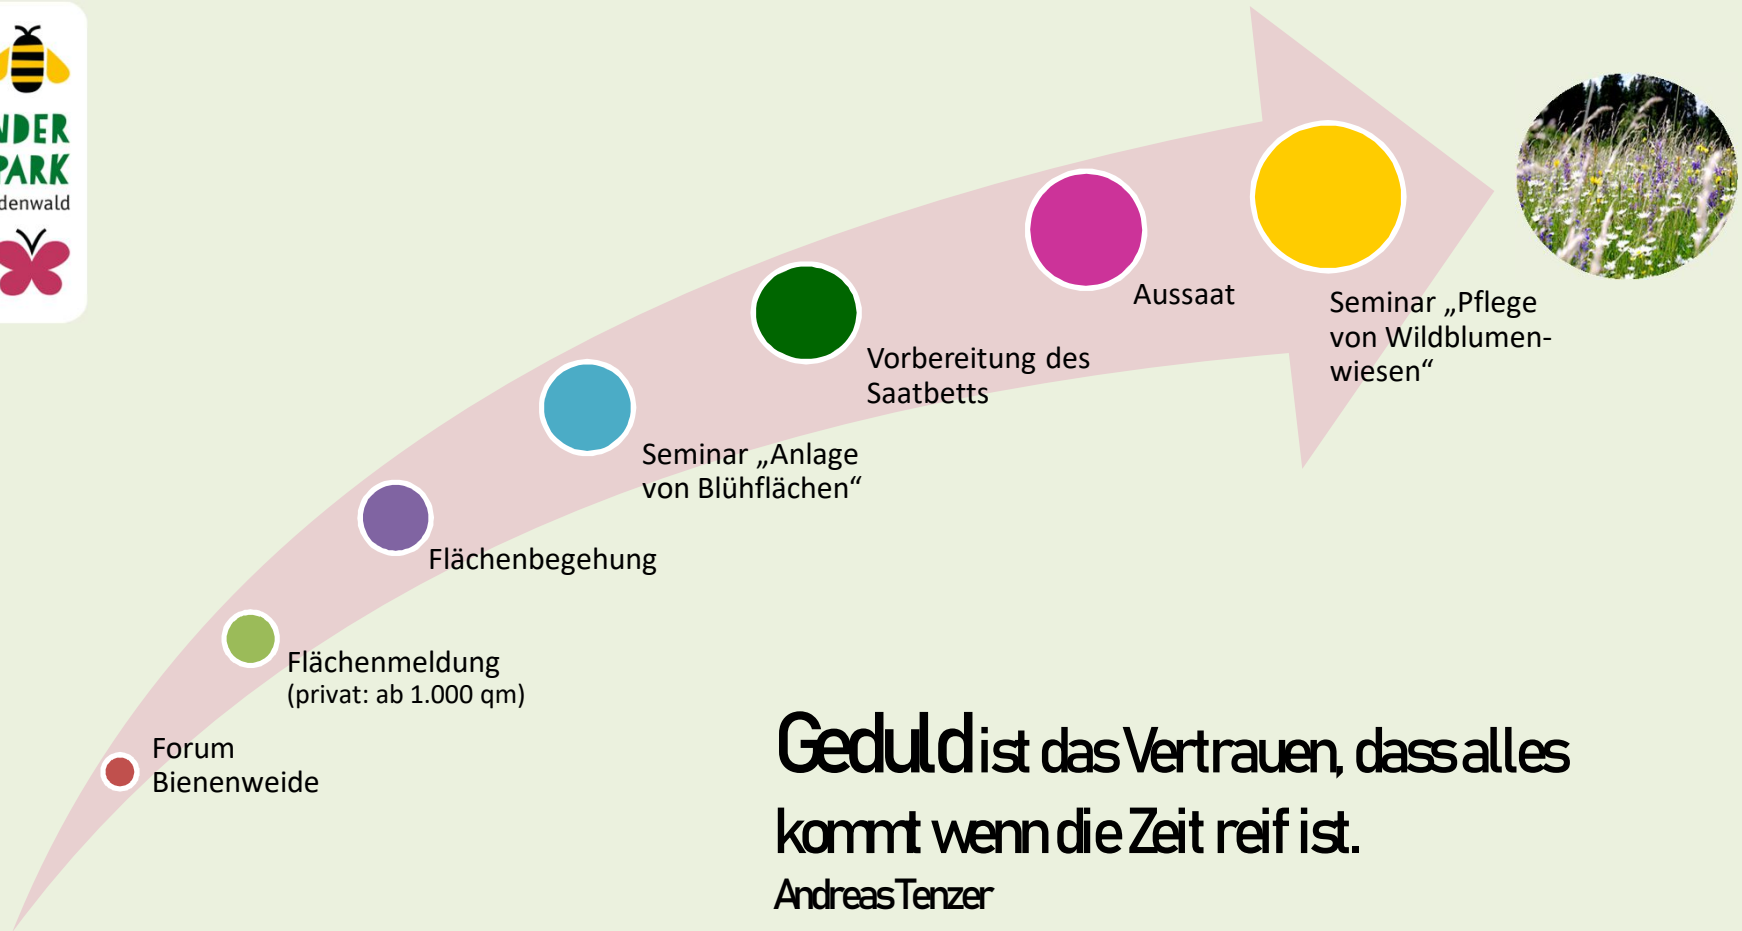 NDER
PARK
denwald
Aussaat
Seminar „Pflege
von Wildblumen-
wiesen“
Vorbereitung des
Saatbetts
Seminar „Anlage
von Blühflächen“
Flächenbegehung
Flächenmeldung
(privat: ab 1.000 qm)
Forum
Bienenweide
Geduld ist das Vertrauen, dass alles
kommt wenn die Zeit reif ist.
Andreas Tenzer